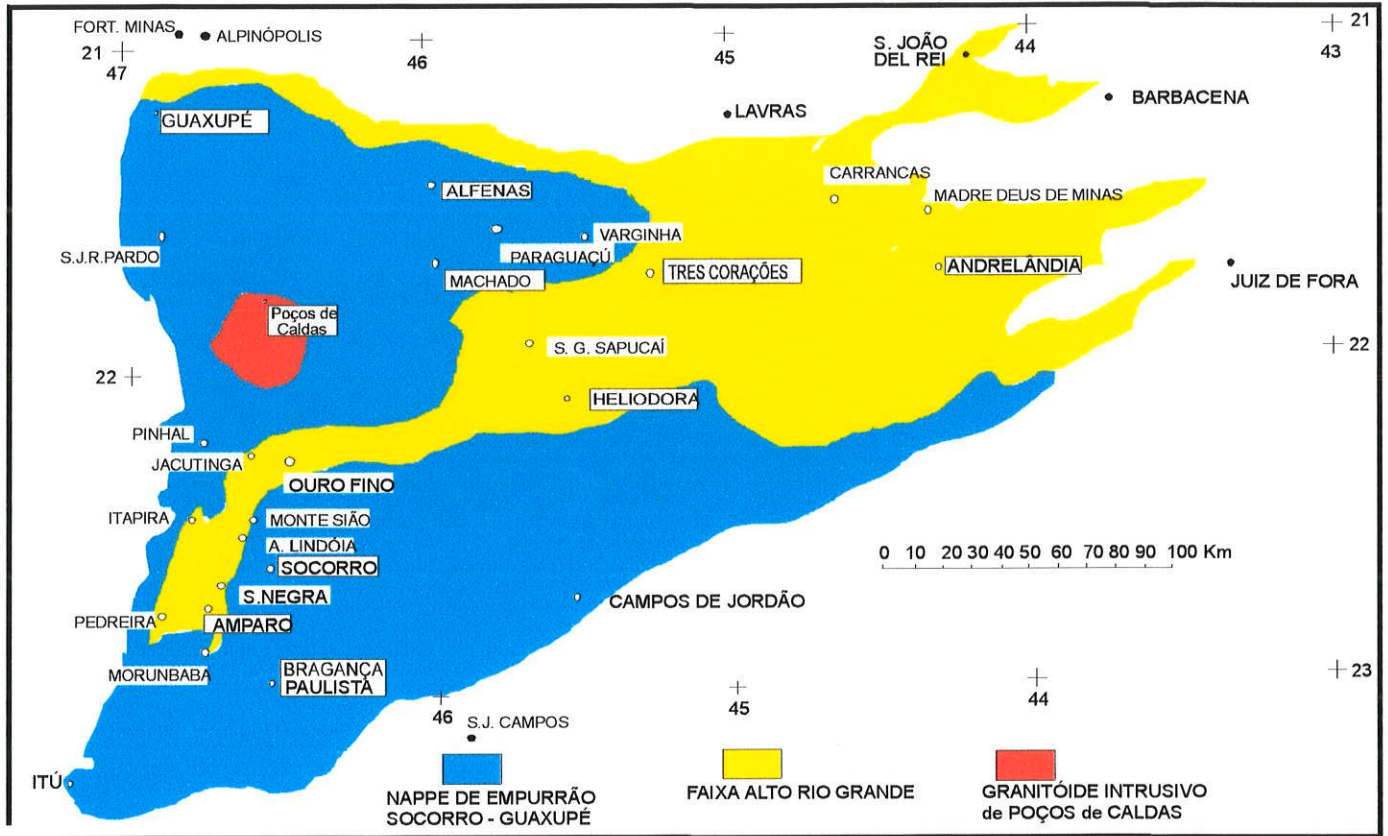 FORT. MINAS
ALPINÓPOLIS
21
47
46
45
44
43
21
S. JOÃO
DEL REI
BARBACENA
LAVRAS
GUAXUPÉ
CARRANCAS
ALFENAS
MADRE DEUS DE MINAS
VARGINHA
S.J.R.PARDO
PARAGUAÇÚ
MACHADO
TRES CORAÇÕES
ANDRELÂNDIA
JUIZ DE FORA
Poços de
Caldas
S. G. SAPUCAÍ
22
22
HELIODORA
PINHAL
JACUTINGA
OURO FINO
ITAPIRA
MONTE SIÃO
A. LINDÓIA
SOCORRO
0 10 20 30 40 50 60 70 80 90 100 Km
S.NEGRA
CAMPOS DE JORDÃO
PEDREIRA
AMPARO
MORUNBABA
BRAGANÇA
PAULISTA
23
46
45
44
S.J. CAMPOS
ITÚ
NAPPE DE EMPURRÃO
SOCORRO - GUAXUPÉ
FAIXA ALTO RIO GRANDE
GRANITÓIDE INTRUSIVO
de POÇOS de CALDAS